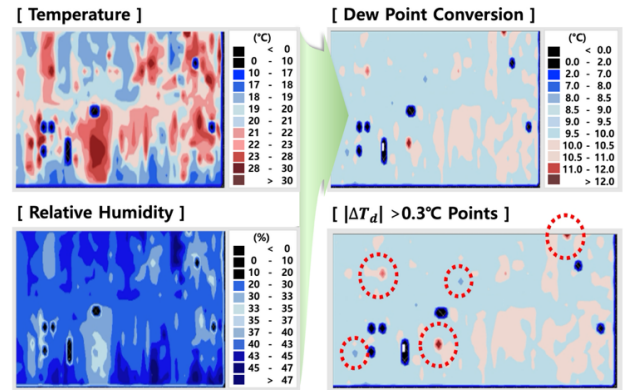 [ Temperature ]
(℃)
< 0
0 - 10
10 - 17
17 - 18
18 - 19
19 - 20
20 - 21
21 - 22
22 - 23
23 - 28
28 - 30
> 30
[ Dew Point Conversion ]
(℃)
< 0.0
0.0 - 2.0
2.0 - 7.0
7.0 - 8.0
8.0 - 8.5
8.5 - 9.0
9.0 - 9.5
9.5 - 10.0
10.0 - 10.5
10.5 - 11.0
11.0 - 12.0
> 12.0
[ Relative Humidity ]
(%)
< 0
0 - 10
10 - 20
20 - 30
30 - 33
33 - 35
35 - 37
37 - 40
40 - 43
43 - 45
45 - 47
> 47
[ |ΔT_d| >0.3℃ Points ]